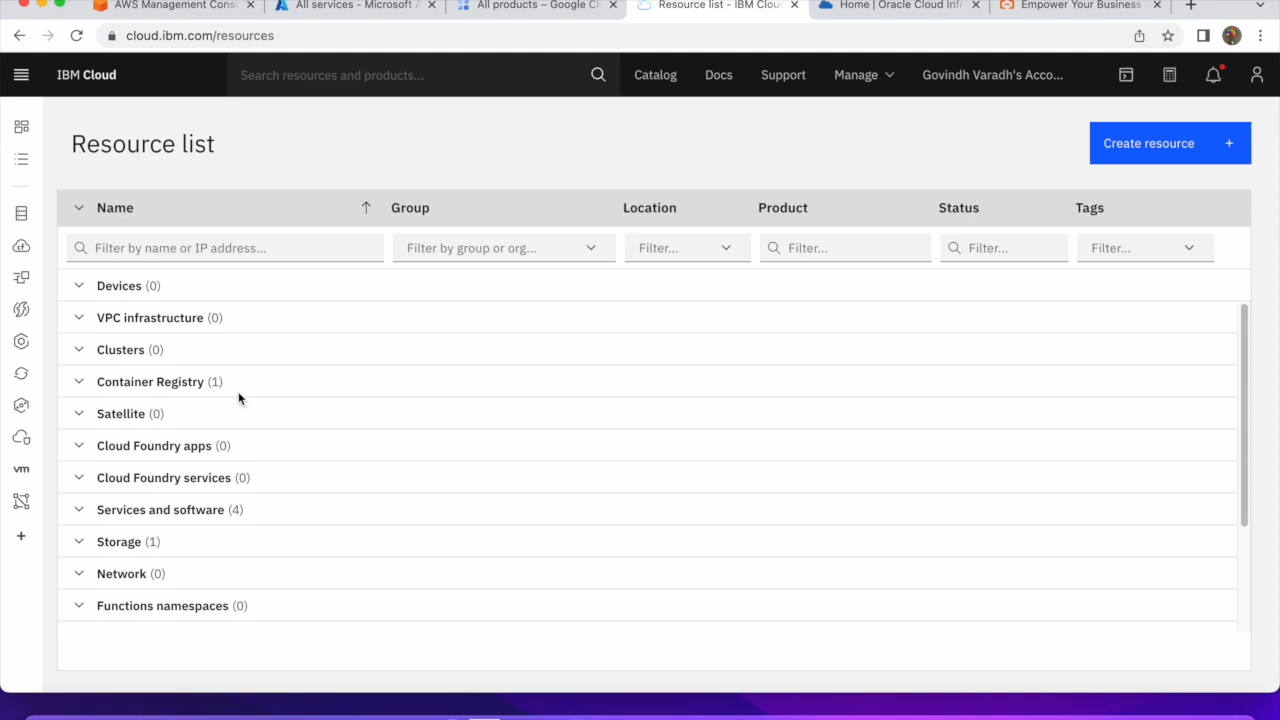 AWS Management Cons
All services - Microsoft A
All products – Google Cl
Resource list - IBM Clou
Home | Oracle Cloud Infr
Empower Your Business
cloud.ibm.com/resources
IBM Cloud
Search resources and products...
Catalog
Docs
Support
Manage
Govindh Varadh's Acco...
Resource list
Create resource +
Name
Group
Location
Product
Status
Tags
Filter by name or IP address...
Filter by group or org...
Filter...
Filter...
Filter...
Filter...
Devices (0)
VPC infrastructure (0)
Clusters (0)
Container Registry (1)
Satellite (0)
Cloud Foundry apps (0)
vm
Cloud Foundry services (0)
Services and software (4)
Storage (1)
Network (0)
Functions namespaces (0)